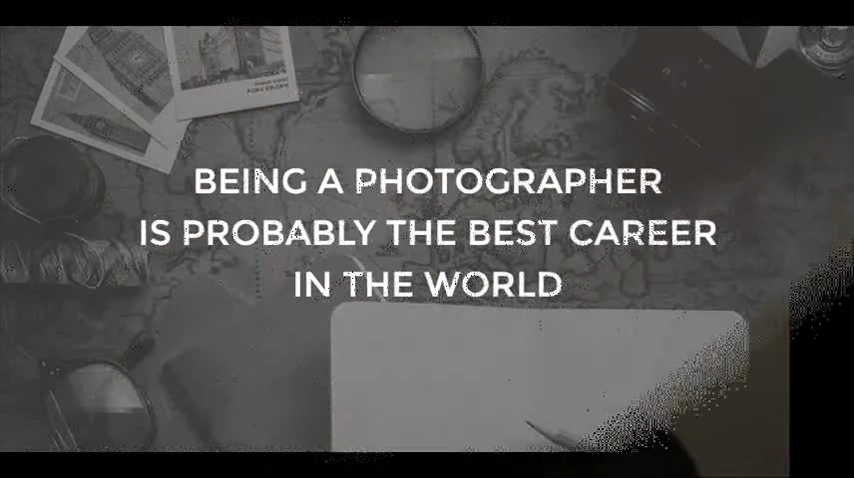 BEING A PHOTOGRAPHER
IS PROBABLY THE BEST CAREER
IN THE WORLD